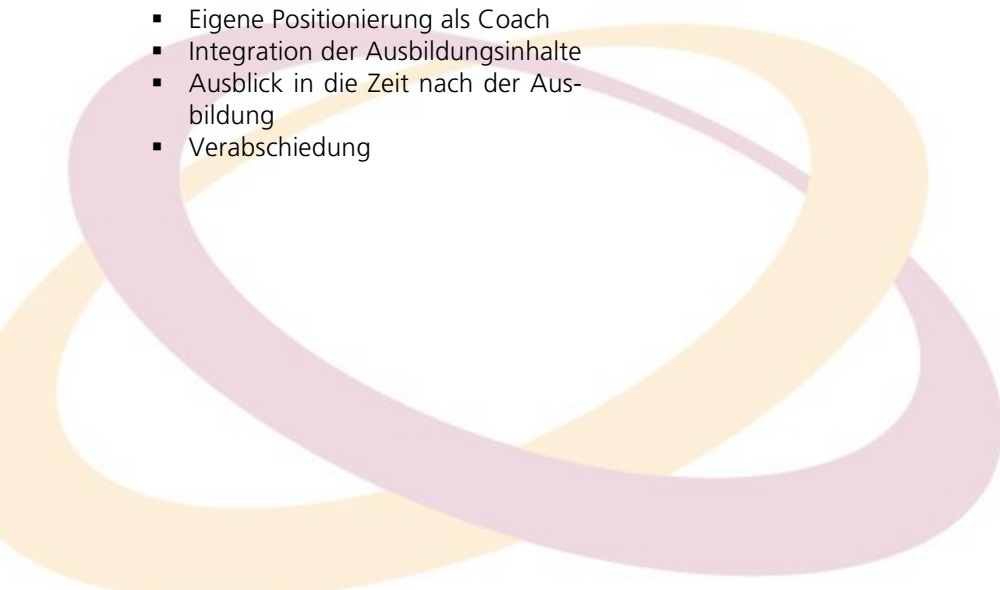 ▪ Eigene Positionierung als Coach
▪ Integration der Ausbildungsinhalte
▪ Ausblick in die Zeit nach der Aus-
bildung
▪ Verabschiedung